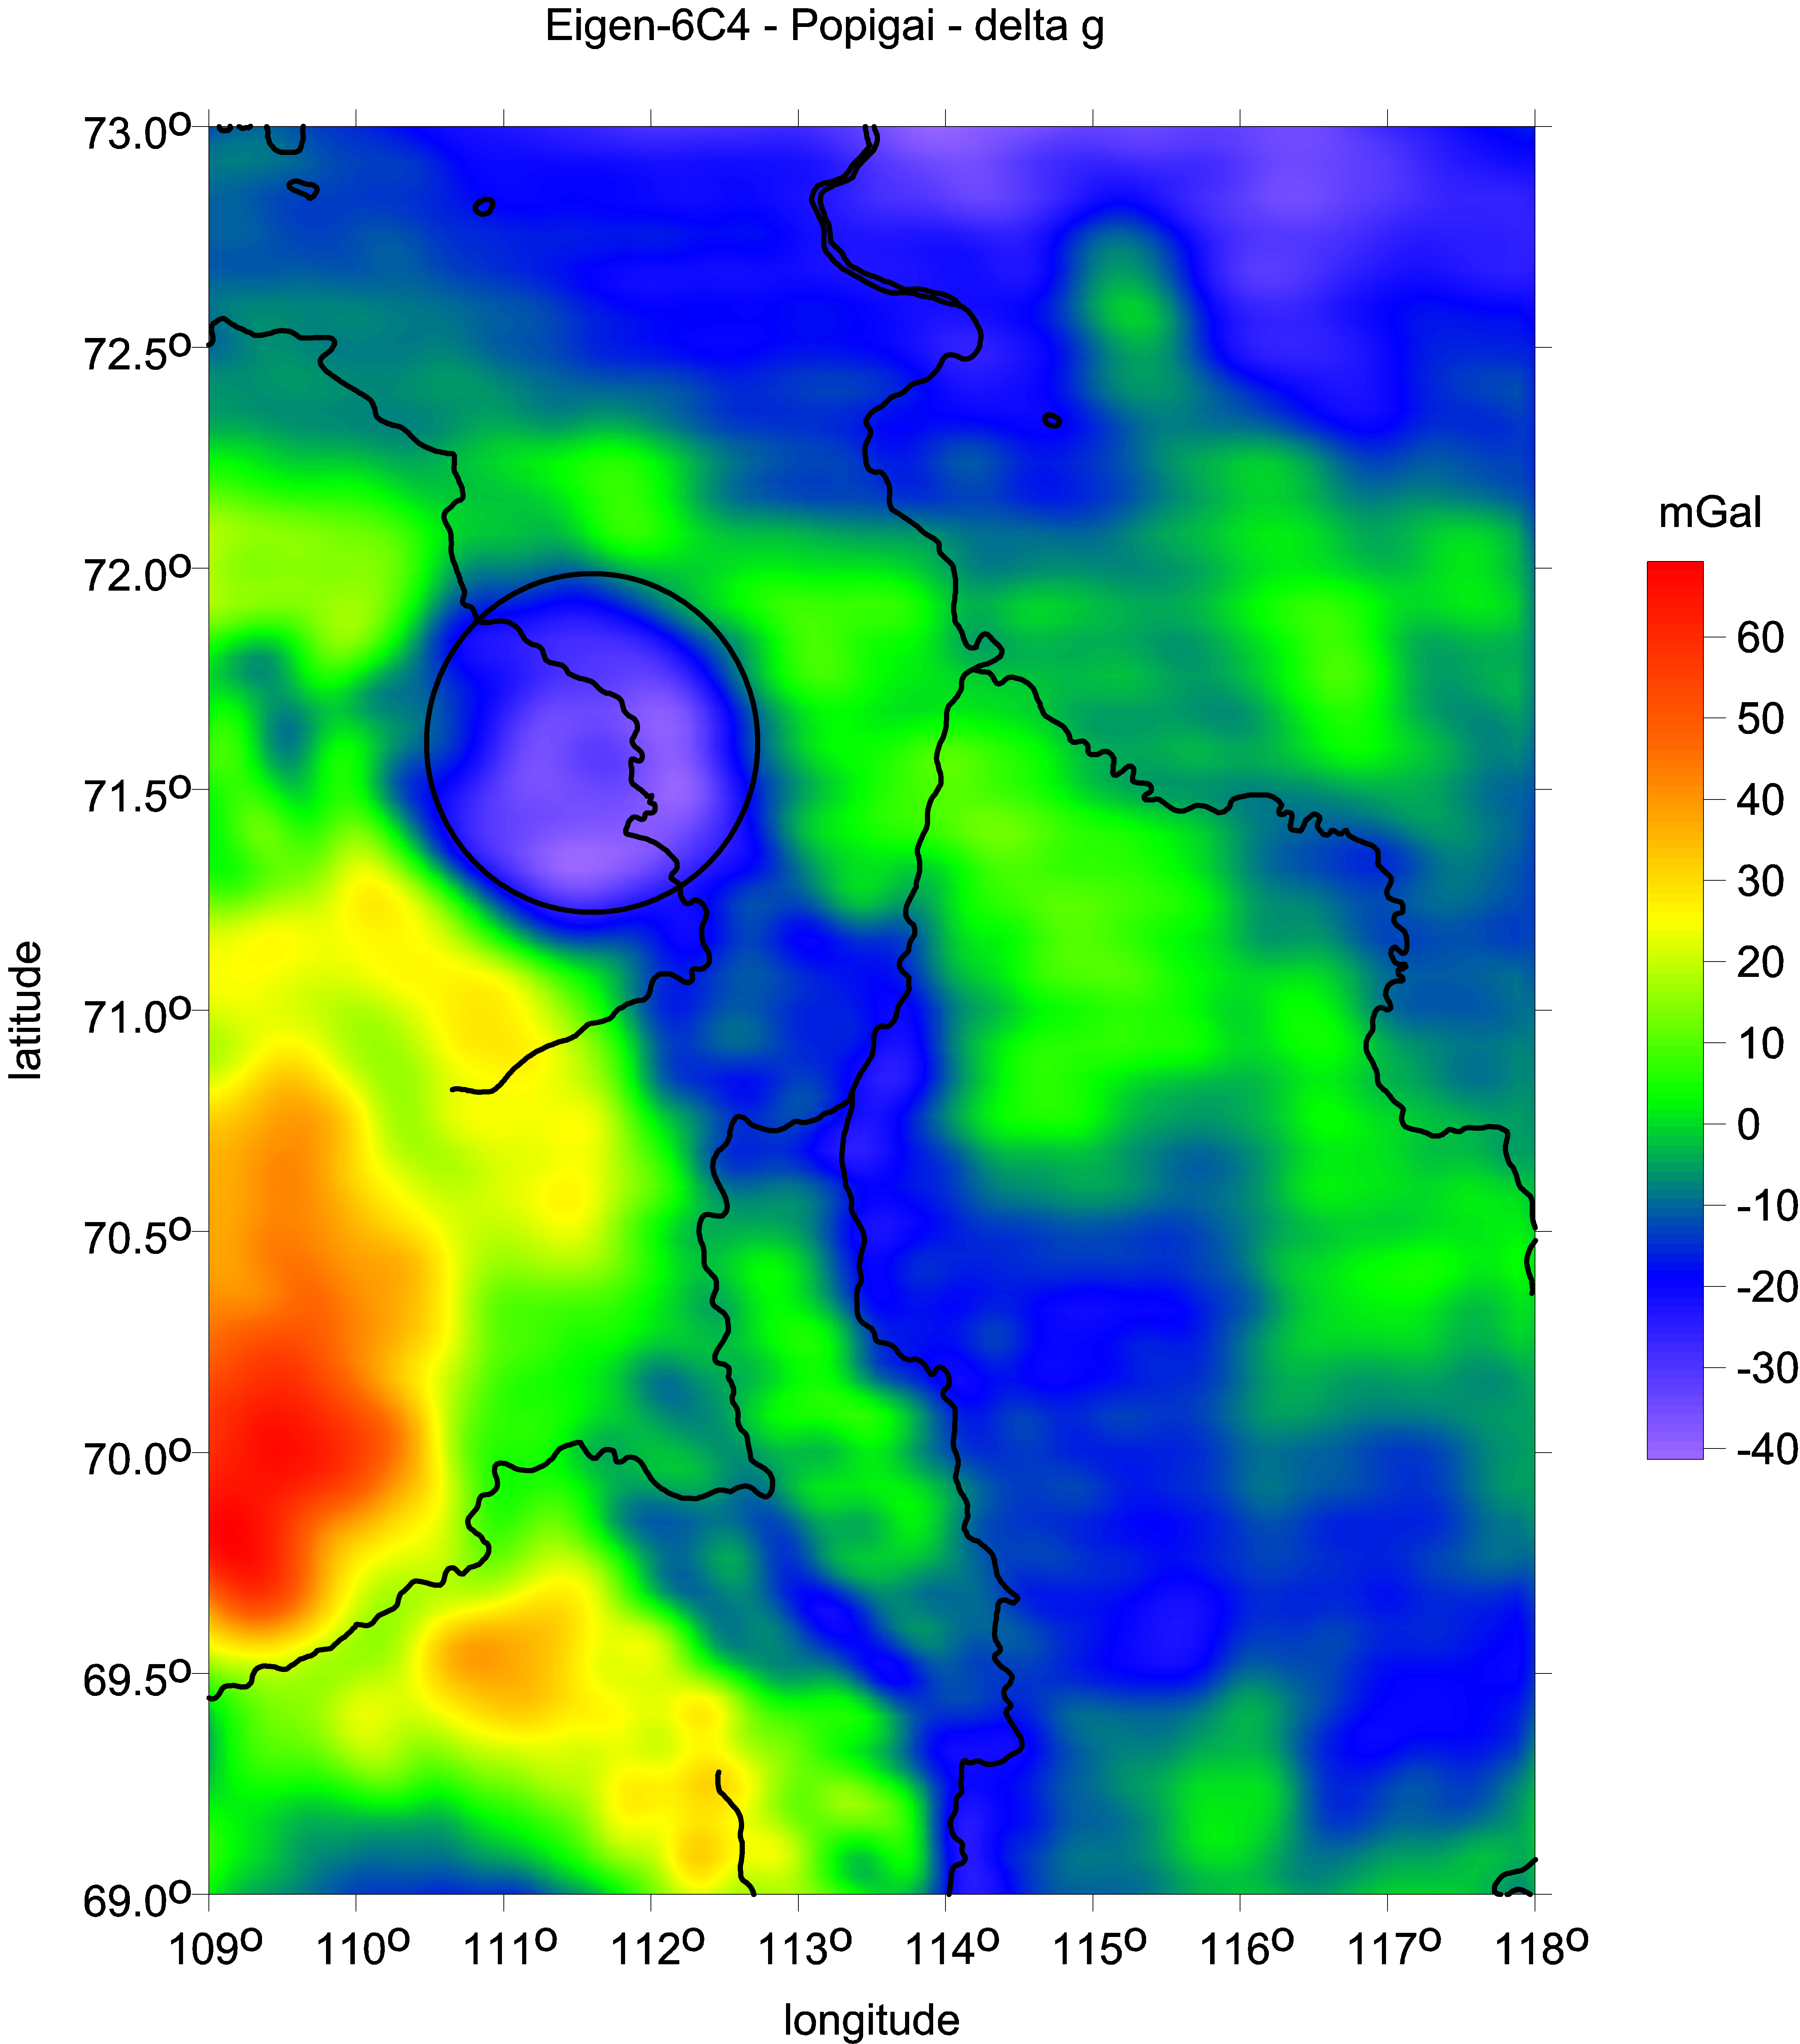 Eigen-6C4 - Popigai - delta g
73.0o
72.5o
72.0o
71.5o
71.0o
70.5o
70.0o
69.5o
69.0o
latitude
109o 110o 111o 112o 113o 114o 115o 116o 117o 118o
longitude
mGal
60
50
40
30
20
10
0
-10
-20
-30
-40